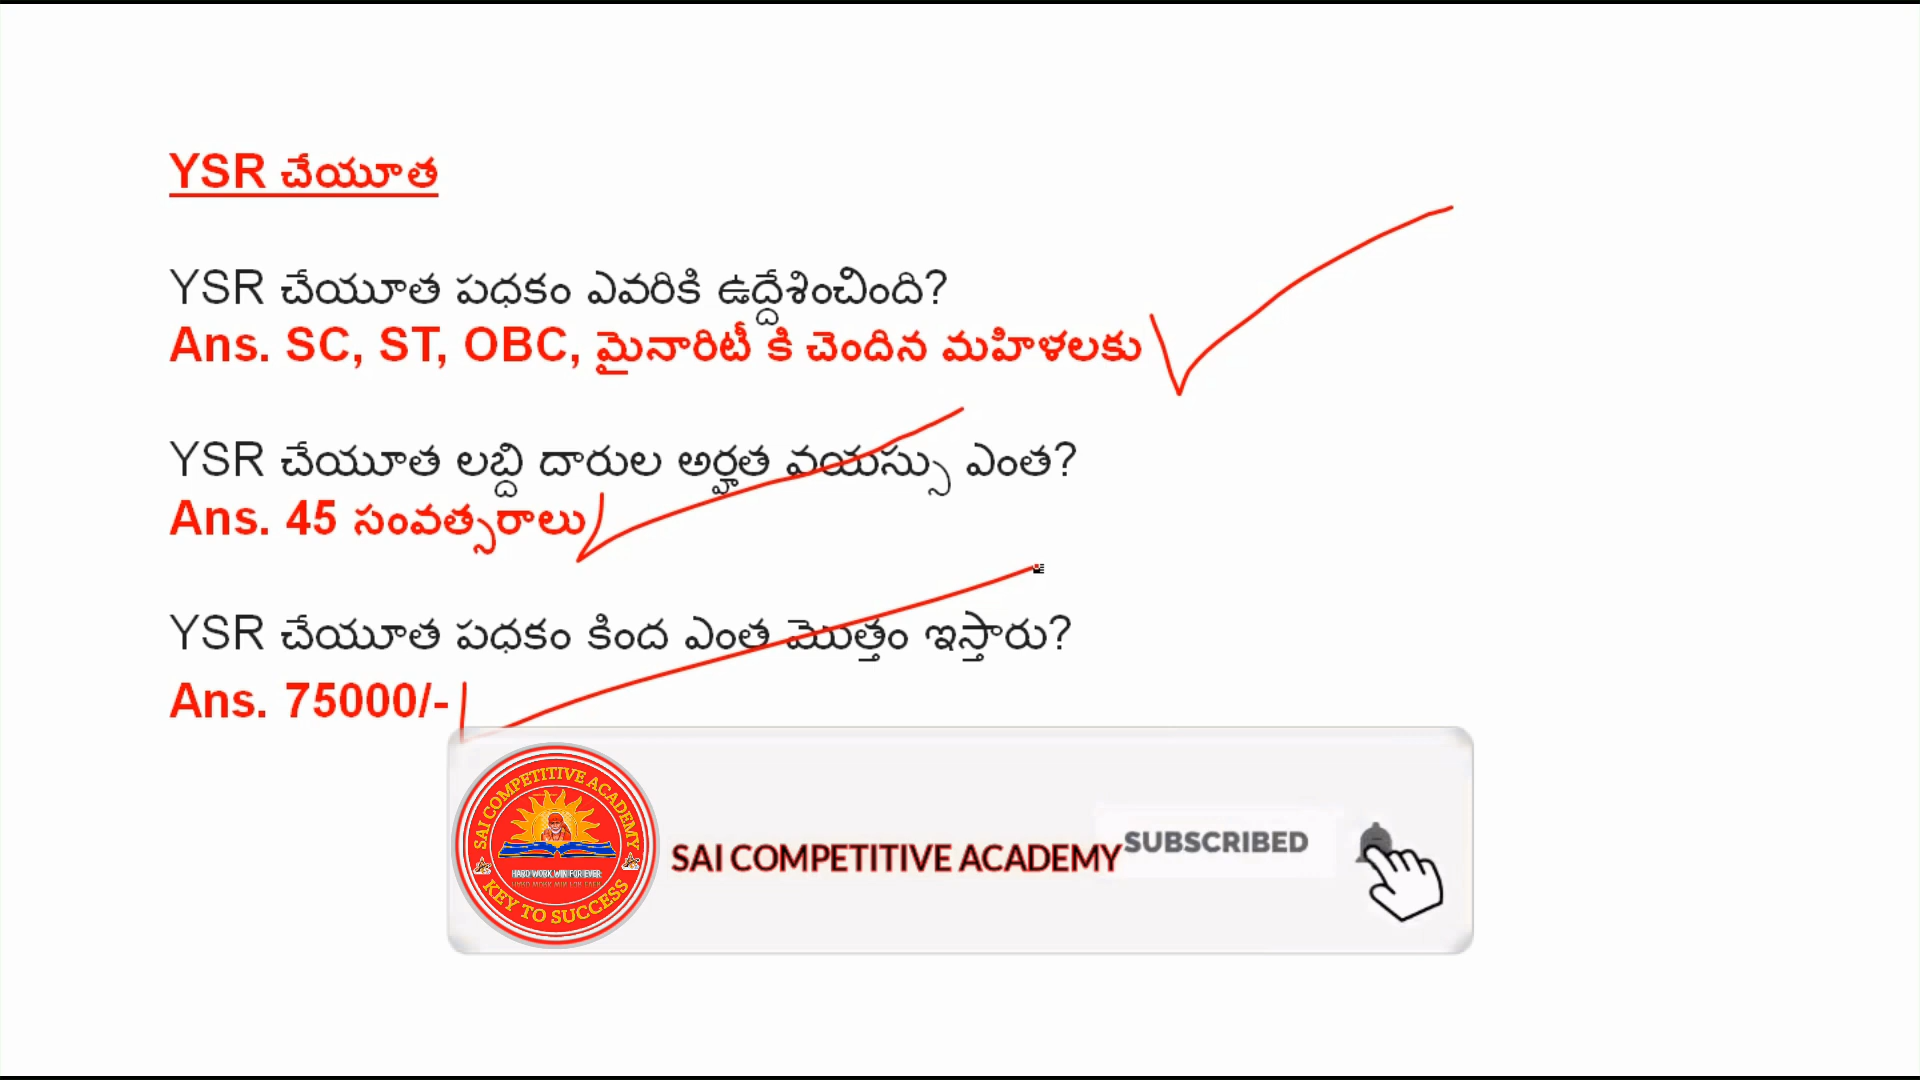 YSR చేయూత
YSR చేయూత పధకం ఎవరికి ఉద్దేశించింది?
Ans. SC, ST, OBC, మైనారిటీ కి చెందిన మహిళలకు
YSR చేయూత లబ్ది దారుల అర్హత వయస్సు ఎంత?
Ans. 45 సంవత్సరాలు
YSR చేయూత పధకం కింద ఎంత మొత్తం ఇస్తారు?
Ans. 75000/-
SAI COMPETITIVE ACADEMY
HARD WORK, WIN FOR EVER
KEY TO SUCCESS
SAI COMPETITIVE ACADEMY
SUBSCRIBED